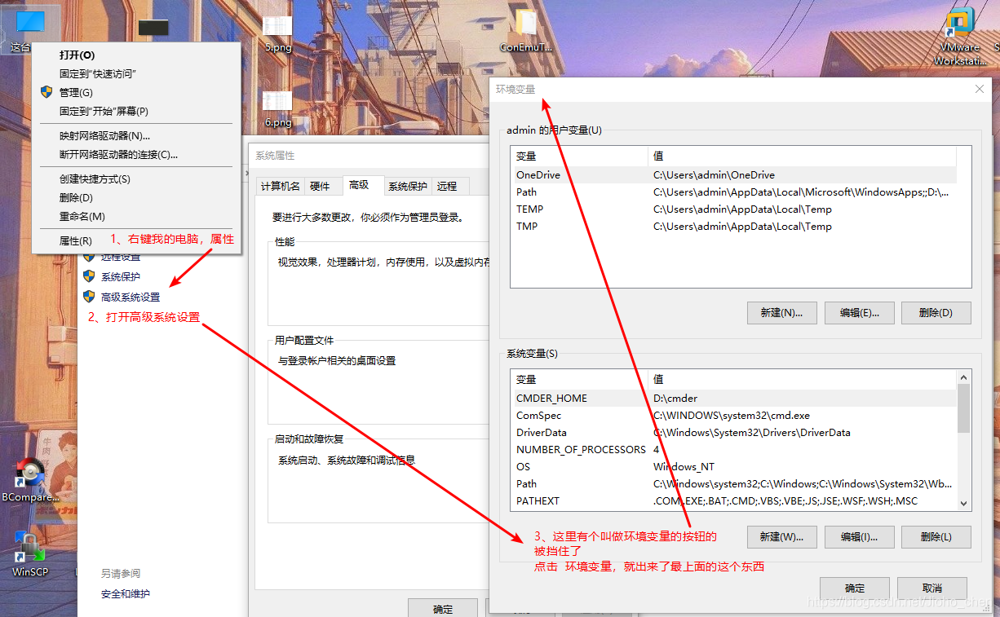 这台
打开(O)
固定到"快速访问"
管理(G)
固定到"开始"屏幕(P)
映射网络驱动器(N)...
断开网络驱动器的连接(C)...
创建快捷方式(S)
删除(D)
重命名(M)
属性(R)
1、右键我的电脑，属性
远程设置
系统保护
高级系统设置
2、打开高级系统设置
另请参阅
安全和维护
BCompare...
WinSCP
5.png
6.png
ConEmuT...
VMware
Workstati...
系统属性
计算机名
硬件
高级
系统保护
远程
要进行大多数更改，你必须作为管理员登录。
性能
视觉效果，处理器计划，内存使用，以及虚拟内存
用户配置文件
与登录帐户相关的桌面设置
启动和故障恢复
系统启动、系统故障和调试信息
确定
环境变量
admin 的用户变量(U)
变量 值
OneDrive C:\Users\admin\OneDrive
Path C:\Users\admin\AppData\Local\Microsoft\WindowsApps;;D:\...
TEMP C:\Users\admin\AppData\Local\Temp
TMP C:\Users\admin\AppData\Local\Temp
新建(N)... 编辑(E)... 删除(D)
系统变量(S)
变量 值
CMDER_HOME D:\cmder
ComSpec C:\WINDOWS\system32\cmd.exe
DriverData C:\Windows\System32\Drivers\DriverData
NUMBER_OF_PROCESSORS 4
OS Windows_NT
Path C:\Windows\system32;C:\Windows;C:\Windows\System32\Wb...
PATHEXT .COM;.EXE;.BAT;.CMD;.VBS;.VBE;.JS;.JSE;.WSF;.WSH;.MSC
新建(W)... 编辑(I)... 删除(L)
3、这里有个叫做环境变量的按钮的
被挡住了
点击 环境变量，就出来了最上面的这个东西
确定 取消